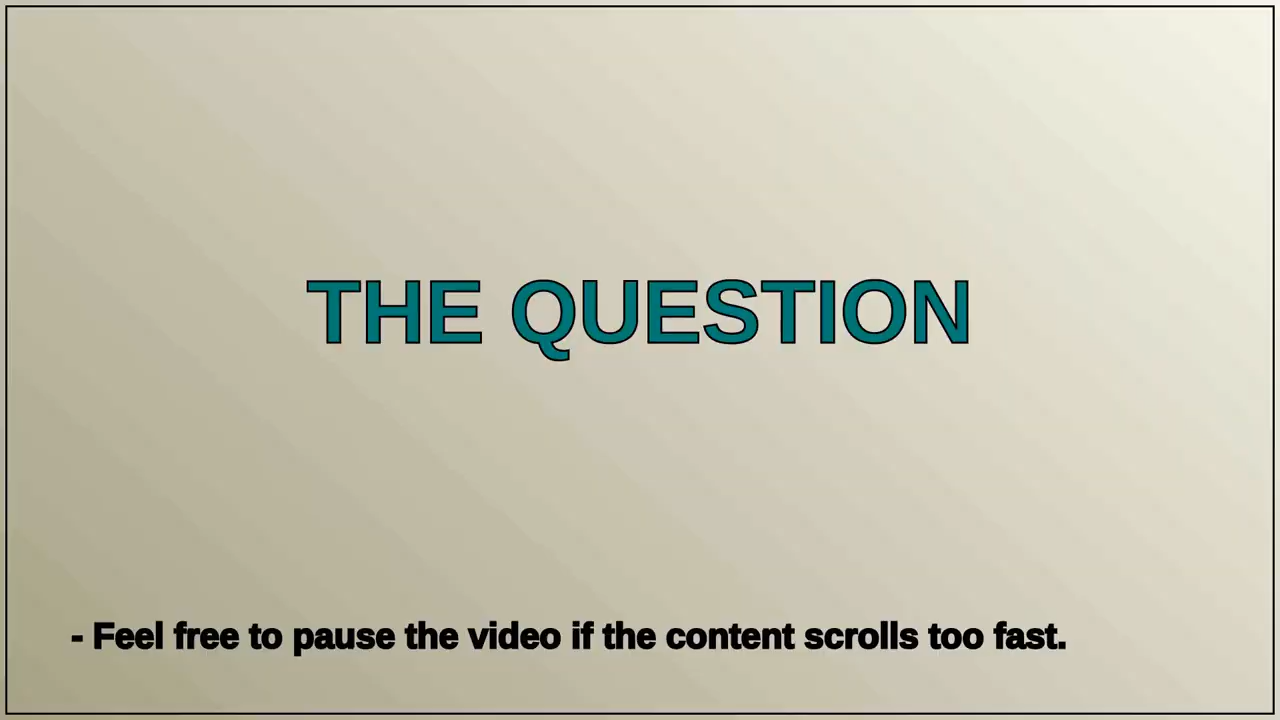 THE QUESTION
- Feel free to pause the video if the content scrolls too fast.